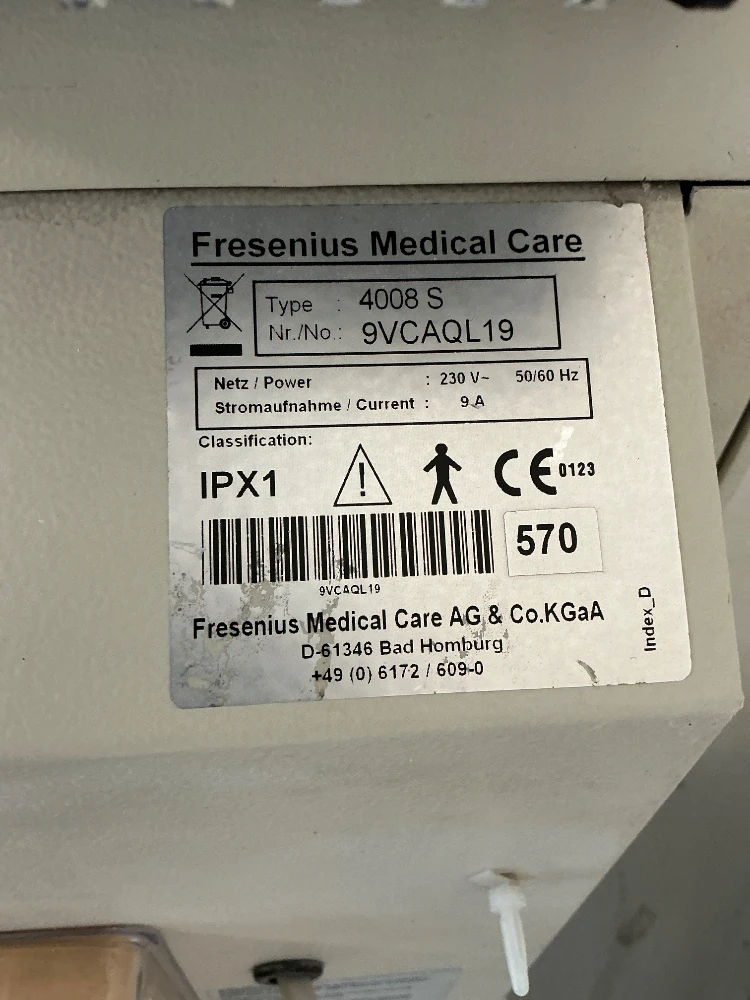 Fresenius Medical Care
Type : 4008 S
Nr./No.: 9VCAQL19
Netz / Power : 230 V~ 50/60 Hz
Stromaufnahme / Current : 9 A
Classification:
IPX1 ! CE 0123
570
9VCAQL19
Fresenius Medical Care AG & Co.KGaA
D-61346 Bad Homburg
+49 (0) 6172 / 609-0
Index_D